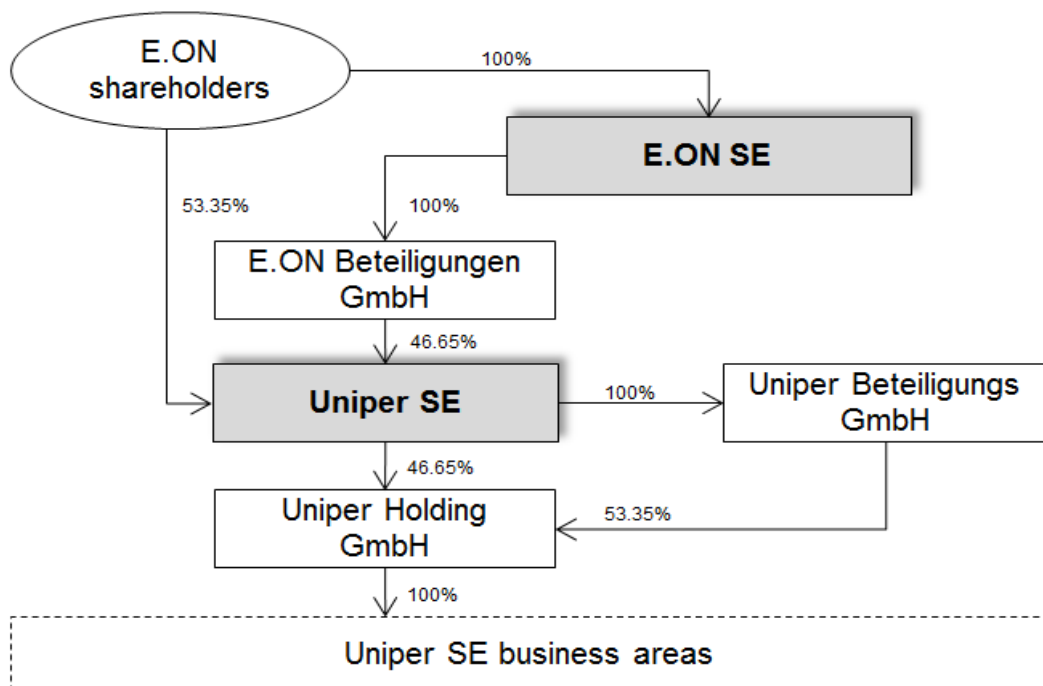 E.ON
shareholders
100%
E.ON SE
53.35%
100%
E.ON Beteiligungen
GmbH
46.65%
Uniper SE
100%
Uniper Beteiligungs
GmbH
46.65%
Uniper Holding
GmbH
53.35%
100%
Uniper SE business areas